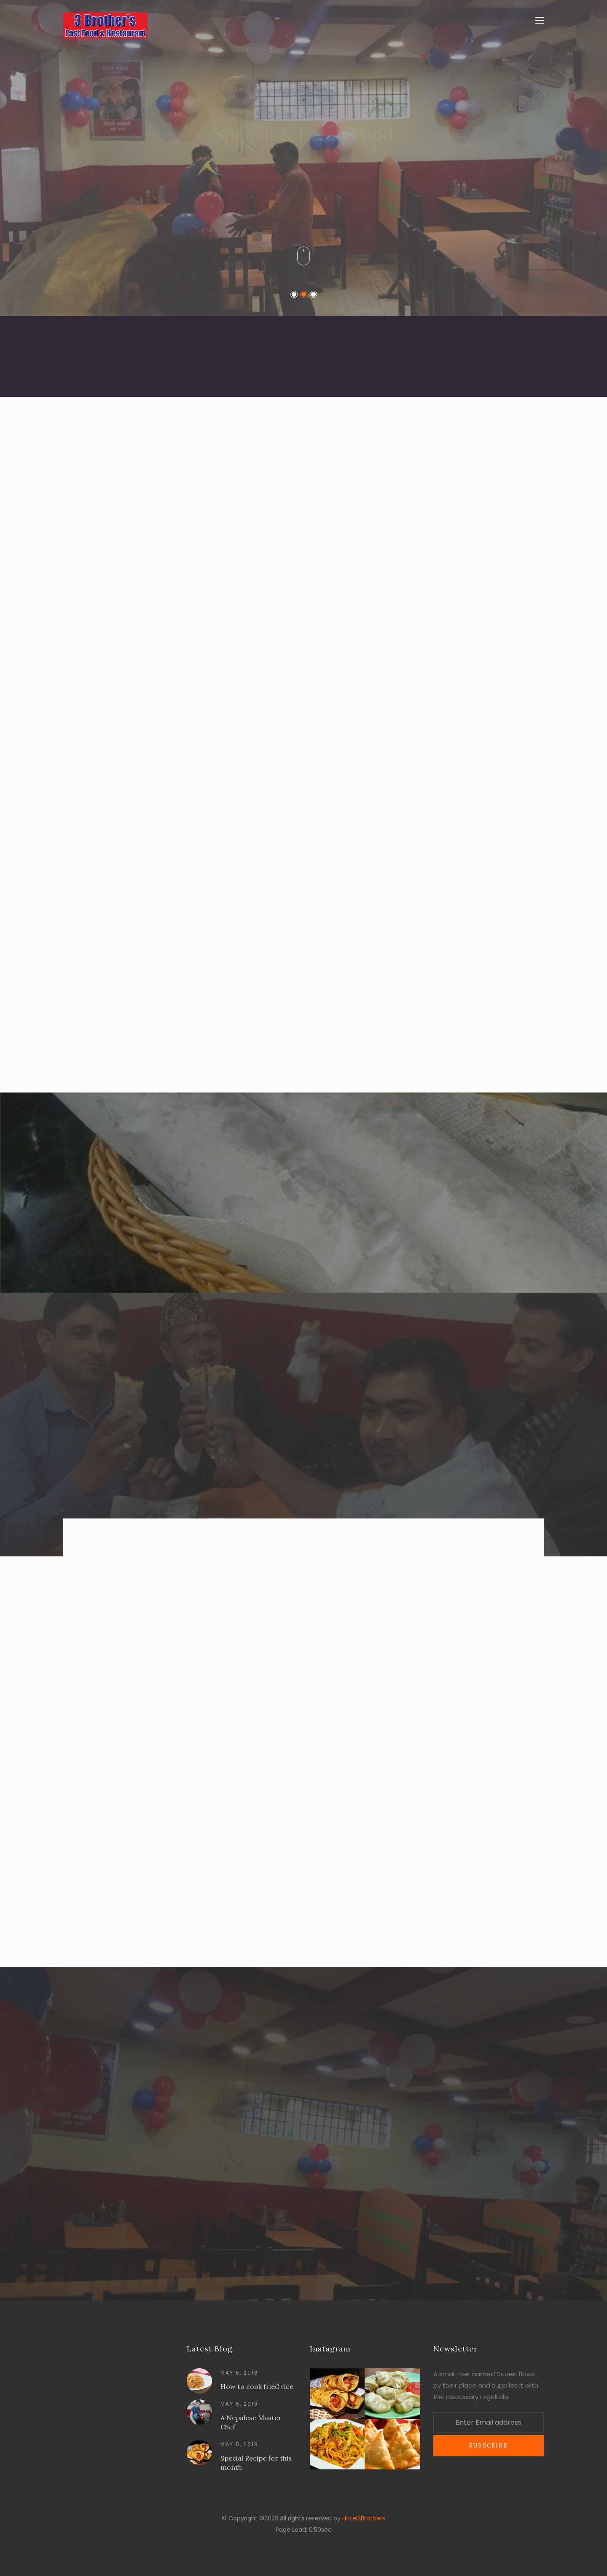 3 Brother's
Fast Food & Restaurant
Special & Fresh Food
Latest Blog
MAY 5, 2018
How to cook fried rice
MAY 5, 2018
A Nepalese Master
Chef
MAY 5, 2018
Special Recipe for this
month
Instagram
Newsletter
A small river named Duden flows
by their place and supplies it with
the necessary regelialia
Enter Email address
SUBSCRIBE
© Copyright ©2023 All rights reserved by Hotel3Brothers
Page Load: 0.50sec